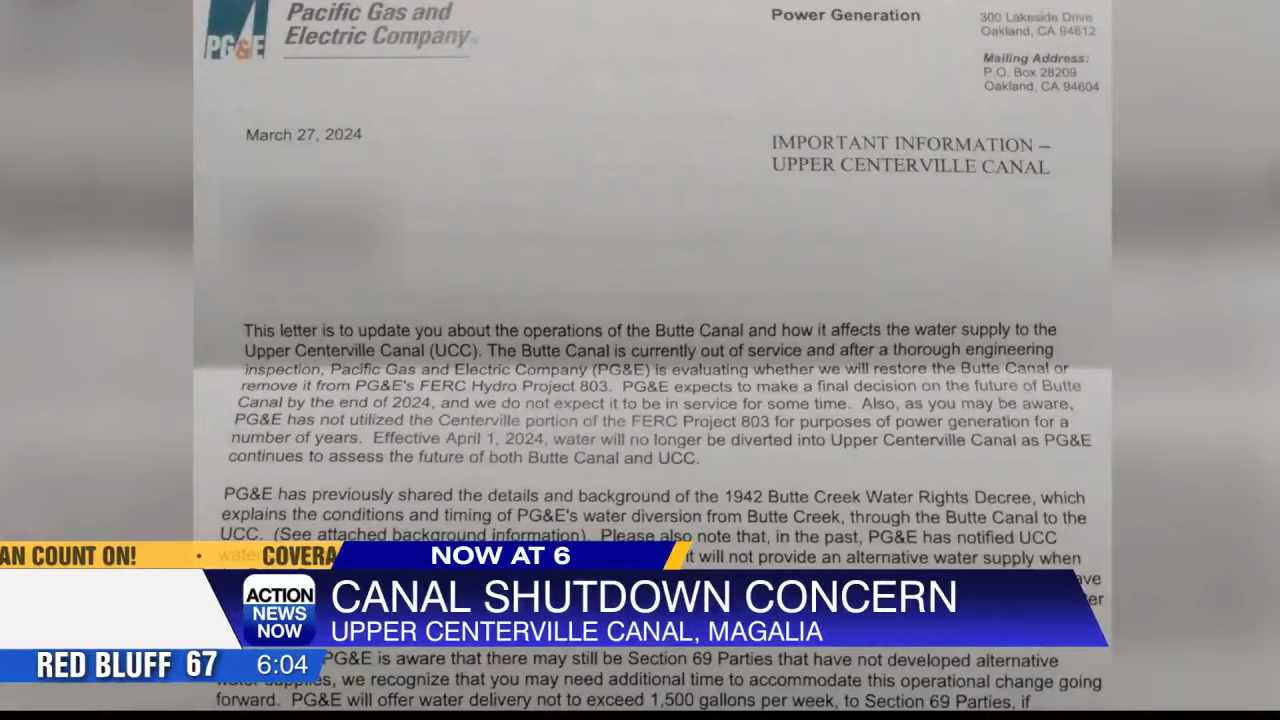 Pacific Gas and
Electric Company
PG&E
Power Generation
300 Lakeside Drive
Oakland, CA 94612
Mailing Address:
P.O. Box 28209
Oakland, CA 94604
March 27, 2024
IMPORTANT INFORMATION –
UPPER CENTERVILLE CANAL
This letter is to update you about the operations of the Butte Canal and how it affects the water supply to the
Upper Centerville Canal (UCC). The Butte Canal is currently out of service and after a thorough engineering
inspection, Pacific Gas and Electric Company (PG&E) is evaluating whether we will restore the Butte Canal or
remove it from PG&E's FERC Hydro Project 803. PG&E expects to make a final decision on the future of Butte
Canal by the end of 2024, and we do not expect it to be in service for some time. Also, as you may be aware,
PG&E has not utilized the Centerville portion of the FERC Project 803 for purposes of power generation for a
number of years. Effective April 1, 2024, water will no longer be diverted into Upper Centerville Canal as PG&E
continues to assess the future of both Butte Canal and UCC.
PG&E has previously shared the details and background of the 1942 Butte Creek Water Rights Decree, which
explains the conditions and timing of PG&E's water diversion from Butte Creek, through the Butte Canal to the
UCC. (See attached background information). Please also note that, in the past, PG&E has notified UCC
it will not provide an alternative water supply when
AN COUNT ON! · COVERA
NOW AT 6
ACTION
NEWS
NOW
CANAL SHUTDOWN CONCERN
UPPER CENTERVILLE CANAL, MAGALIA
RED BLUFF 67 6:04
PG&E is aware that there may still be Section 69 Parties that have not developed alternative
we recognize that you may need additional time to accommodate this operational change going
forward. PG&E will offer water delivery not to exceed 1,500 gallons per week, to Section 69 Parties, if